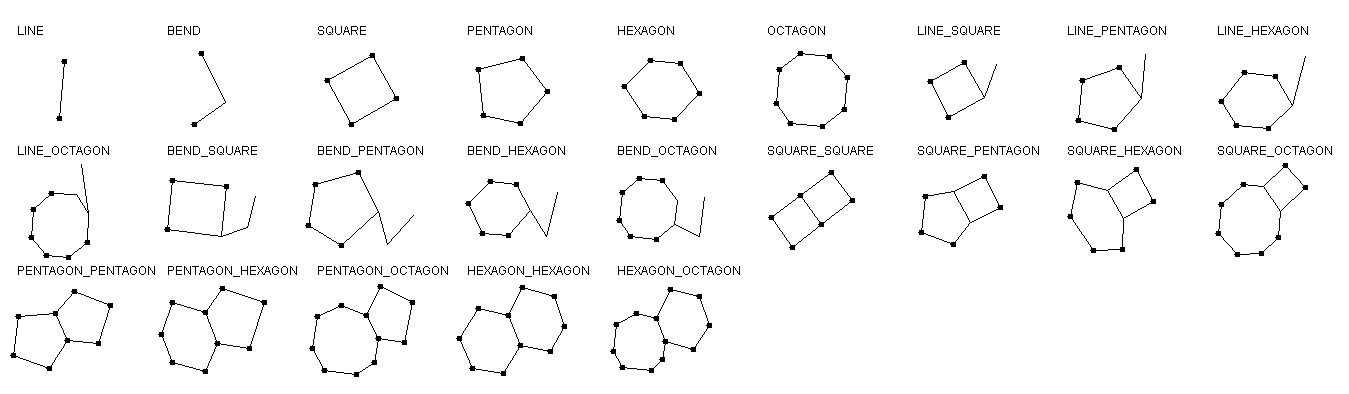 LINE BEND SQUARE PENTAGON HEXAGON OCTAGON LINE_SQUARE LINE_PENTAGON LINE_HEXAGON
LINE_OCTAGON BEND_SQUARE BEND_PENTAGON BEND_HEXAGON BEND_OCTAGON SQUARE_SQUARE SQUARE_PENTAGON SQUARE_HEXAGON SQUARE_OCTAGON
PENTAGON_PENTAGON PENTAGON_HEXAGON PENTAGON_OCTAGON HEXAGON_HEXAGON HEXAGON_OCTAGON